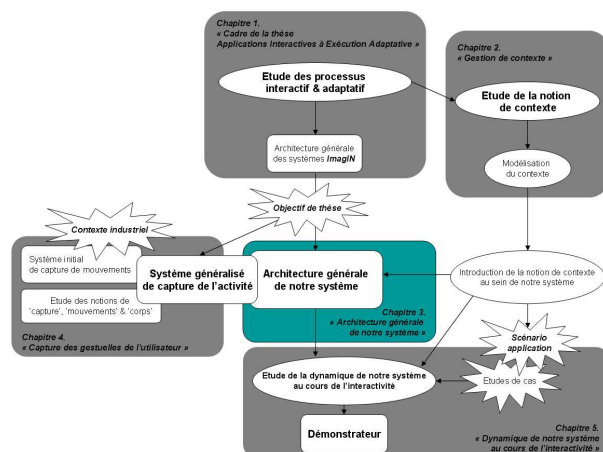 Chapitre 1.
« Cadre de la thèse
Applications Interactives à Exécution Adaptative »
Etude des processus
interactif & adaptatif
Architecture générale
des systèmes ImagIN
Chapitre 2.
« Gestion de contexte »
Etude de la notion
de contexte
Modélisation
du contexte
Objectif de thèse
Contexte industriel
Système initial
de capture de mouvements
Etude des notions de
'capture', 'mouvements' & 'corps'
Système généralisé
de capture de l'activité
Chapitre 4.
« Capture des gestuelles de l'utilisateur »
Architecture générale
de notre système
Chapitre 3.
« Architecture générale
de notre système »
Introduction de la notion de contexte
au sein de notre système
Scénario
application
Etudes de cas
Etude de la dynamique de notre système
au cours de l'interactivité
Démonstrateur
Chapitre 5.
« Dynamique de notre système
au cours de l'interactivité »